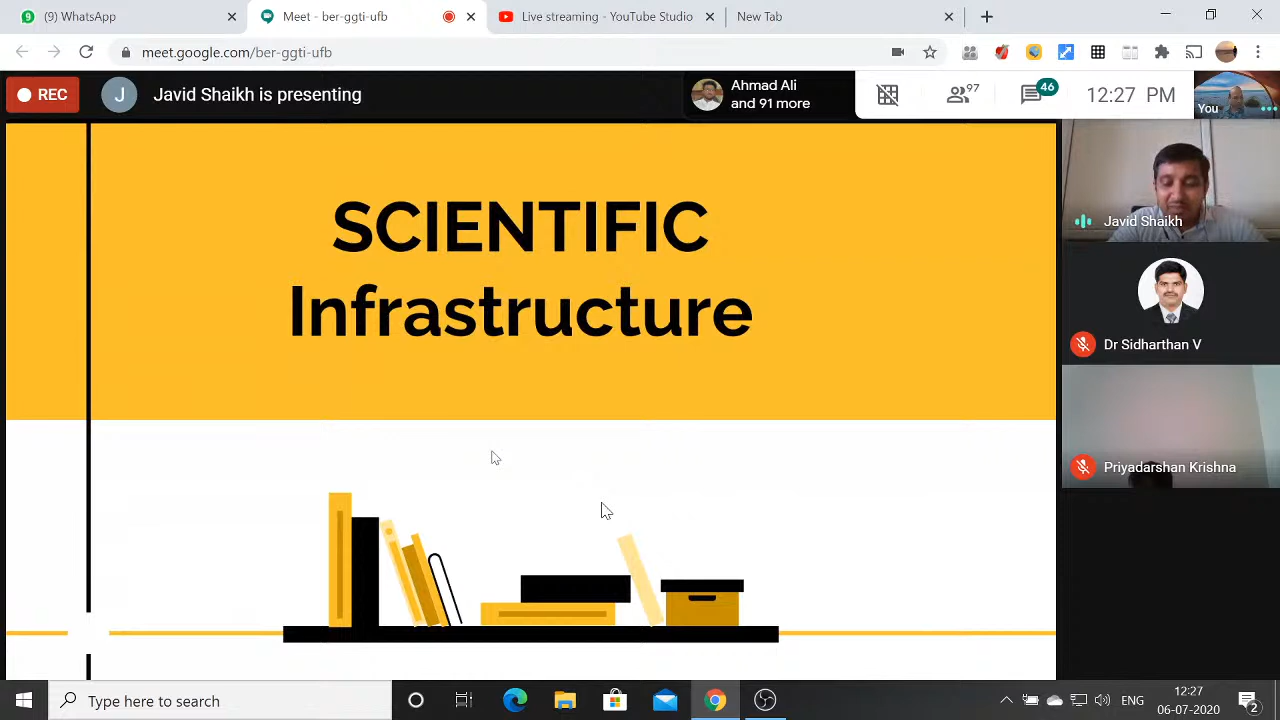 (9) WhatsApp
Meet - ber-ggti-ufb
Live streaming - YouTube Studio
New Tab
meet.google.com/ber-ggti-ufb
REC
J
Javid Shaikh is presenting
Ahmad Ali
and 91 more
97
46
12:27 PM
You
SCIENTIFIC
Infrastructure
Javid Shaikh
Dr Sidharthan V
Priyadarshan Krishna
Type here to search
ENG
12:27
06-07-2020
2